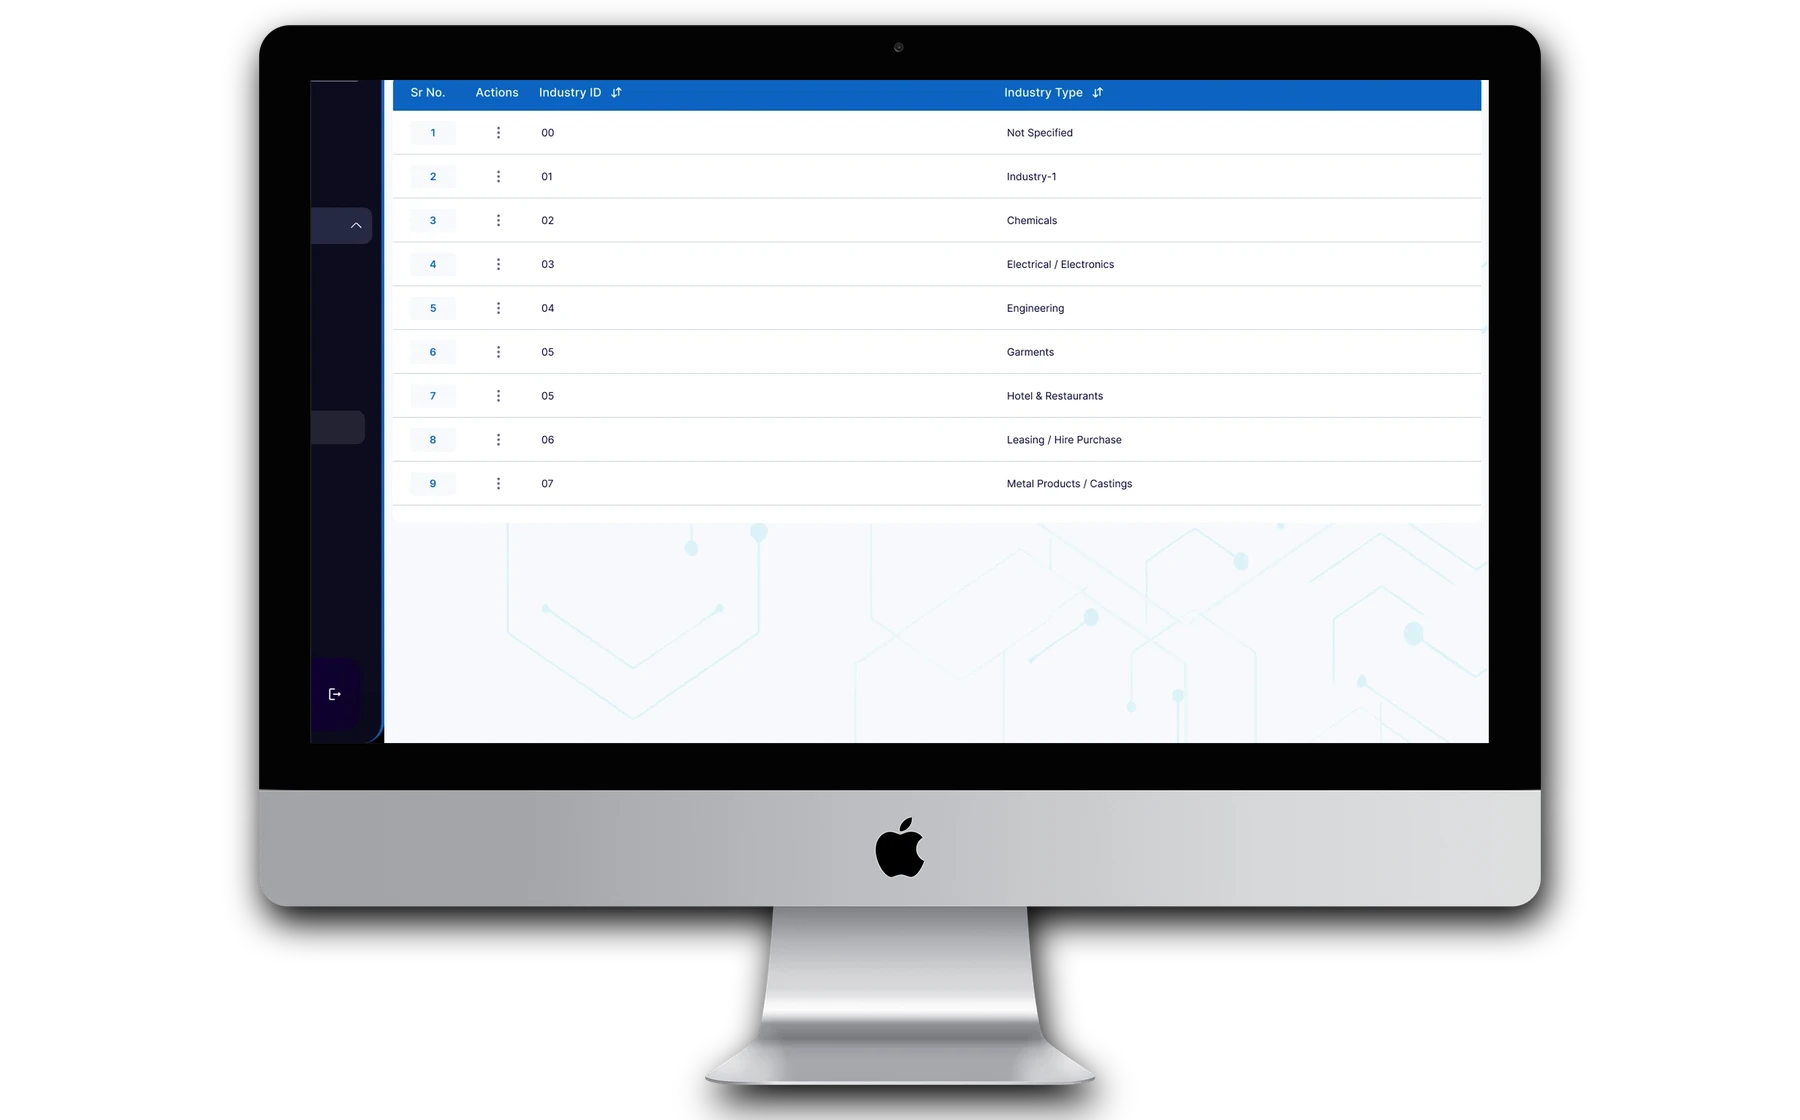 Sr No. Actions Industry ID Industry Type
1 00 Not Specified
2 01 Industry-1
3 02 Chemicals
4 03 Electrical / Electronics
5 04 Engineering
6 05 Garments
7 05 Hotel & Restaurants
8 06 Leasing / Hire Purchase
9 07 Metal Products / Castings